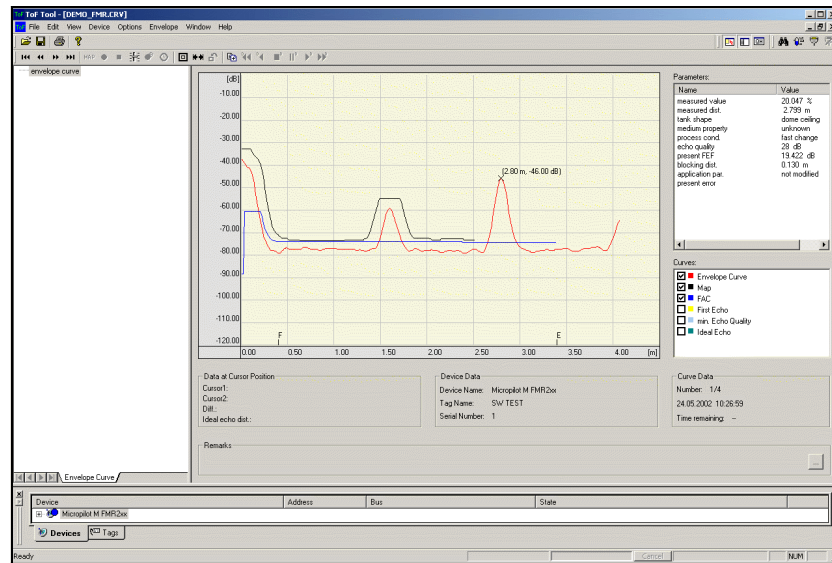 ToF Tool - [DEMO_FMR.CRV]
ToF File Edit View Device Options Envelope Window Help
MAP
envelope curve
[dB]
-10.00
-20.00
-30.00
-40.00
-50.00
-60.00
-70.00
-80.00
-90.00
-100.00
-110.00
-120.00
(2.80 m, -46.00 dB)
F
E
0.00 0.50 1.00 1.50 2.00 2.50 3.00 3.50 4.00 [m]
Parameters:
Name Value
measured value 20.047 %
measured dist. 2.799 m
tank shape dome ceiling
medium property unknown
process cond. fast change
echo quality 28 dB
present FEF 19.422 dB
blocking dist. 0.130 m
application par. not modified
present error
Curves:
Envelope Curve
Map
FAC
First Echo
min. Echo Quality
Ideal Echo
Data at Cursor Position
Cursor1:
Cursor2:
Diff.:
Ideal echo dist.:
Device Data
Device Name: Micropilot M FMR2xx
Tag Name: SW TEST
Serial Number: 1
Curve Data
Number: 1/4
24.05.2002 10:26:59
Time remaining: --
Remarks
...
Envelope Curve
Device Address Bus State
Micropilot M FMR2xx
Devices Tags
Ready Cancel NUM